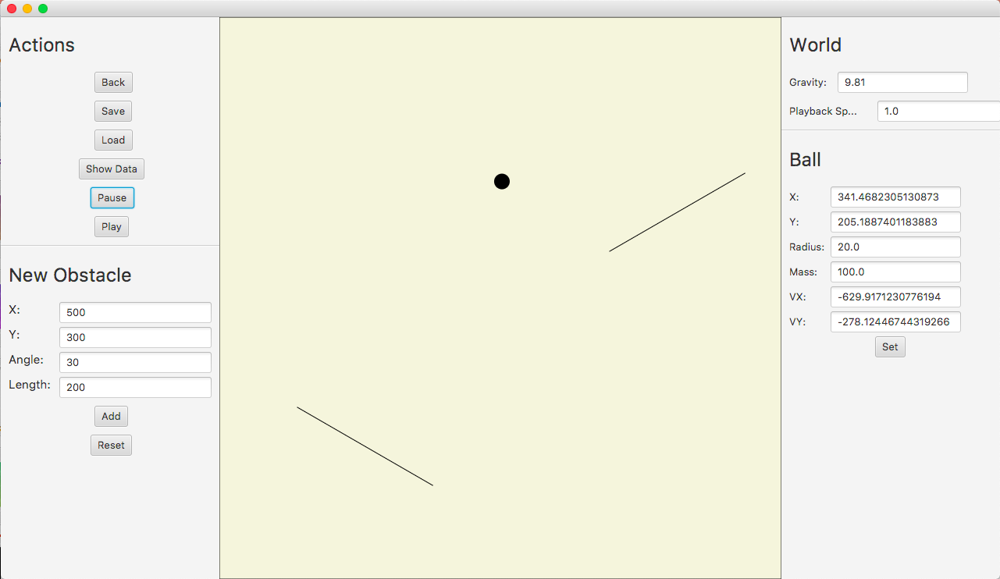 Actions
Back
Save
Load
Show Data
Pause
Play
New Obstacle
X: 500
Y: 300
Angle: 30
Length: 200
Add
Reset
World
Gravity: 9.81
Playback Sp... 1.0
Ball
X: 341.4682305130873
Y: 205.1887401183883
Radius: 20.0
Mass: 100.0
VX: -629.9171230776194
VY: -278.12446744319266
Set